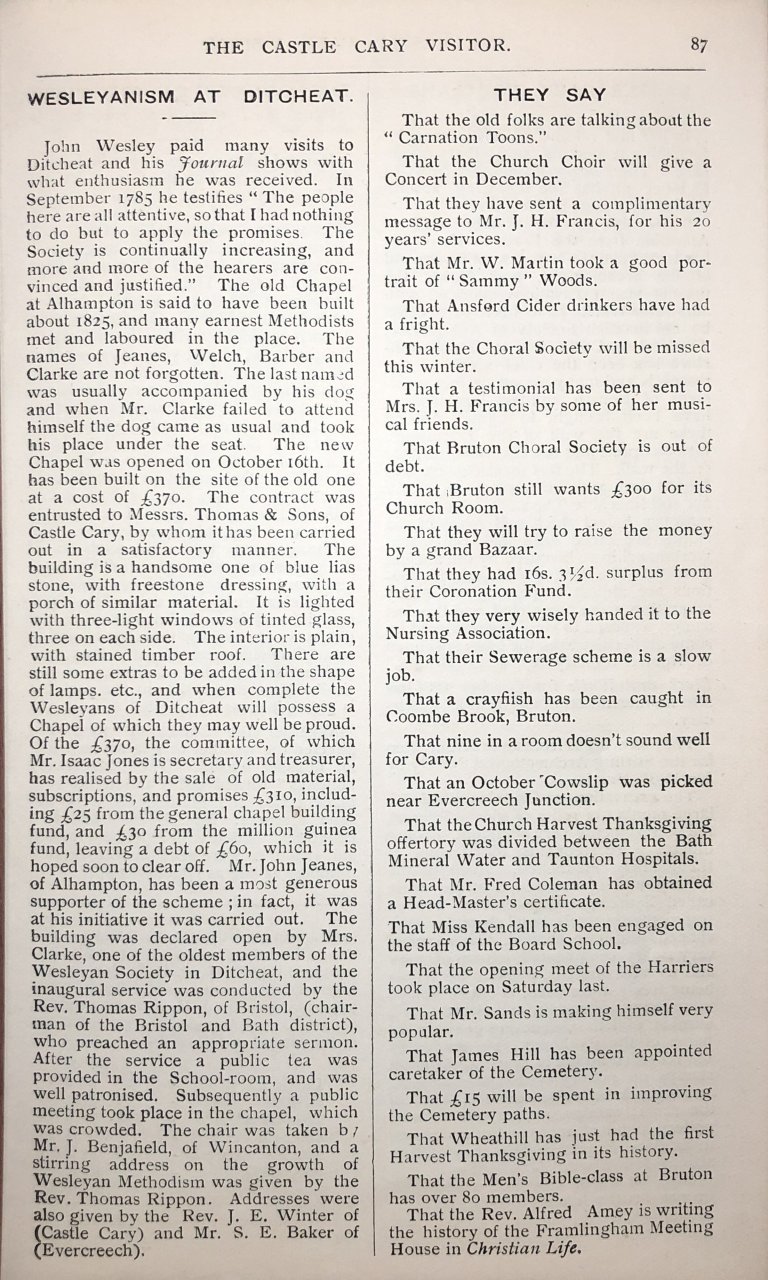 THE CASTLE CARY VISITOR. 87
WESLEYANISM AT DITCHEAT.
John Wesley paid many visits to
Ditcheat and his Journal shows with
what enthusiasm he was received. In
September 1785 he testifies “ The people
here are all attentive, so that I had nothing
to do but to apply the promises. The
Society is continually increasing, and
more and more of the hearers are con-
vinced and justified.” The old Chapel
at Alhampton is said to have been built
about 1825, and many earnest Methodists
met and laboured in the place. The
names of Jeanes, Welch, Barber and
Clarke are not forgotten. The last named
was usually accompanied by his dog
and when Mr. Clarke failed to attend
himself the dog came as usual and took
his place under the seat. The new
Chapel was opened on October 16th. It
has been built on the site of the old one
at a cost of £370. The contract was
entrusted to Messrs. Thomas & Sons, of
Castle Cary, by whom it has been carried
out in a satisfactory manner. The
building is a handsome one of blue lias
stone, with freestone dressing, with a
porch of similar material. It is lighted
with three-light windows of tinted glass,
three on each side. The interior is plain,
with stained timber roof. There are
still some extras to be added in the shape
of lamps. etc., and when complete the
Wesleyans of Ditcheat will possess a
Chapel of which they may well be proud.
Of the £370, the committee, of which
Mr. Isaac Jones is secretary and treasurer,
has realised by the sale of old material,
subscriptions, and promises £310, includ-
ing £25 from the general chapel building
fund, and £30 from the million guinea
fund, leaving a debt of £60, which it is
hoped soon to clear off. Mr. John Jeanes,
of Alhampton, has been a most generous
supporter of the scheme ; in fact, it was
at his initiative it was carried out. The
building was declared open by Mrs.
Clarke, one of the oldest members of the
Wesleyan Society in Ditcheat, and the
inaugural service was conducted by the
Rev. Thomas Rippon, of Bristol, (chair-
man of the Bristol and Bath district),
who preached an appropriate sermon.
After the service a public tea was
provided in the School-room, and was
well patronised. Subsequently a public
meeting took place in the chapel, which
was crowded. The chair was taken by
Mr. J. Benjafield, of Wincanton, and a
stirring address on the growth of
Wesleyan Methodism was given by the
Rev. Thomas Rippon. Addresses were
also given by the Rev. J. E. Winter of
(Castle Cary) and Mr. S. E. Baker of
(Evercreech).
THEY SAY
That the old folks are talking about the
“ Carnation Toons.”
That the Church Choir will give a
Concert in December.
That they have sent a complimentary
message to Mr. J. H. Francis, for his 20
years’ services.
That Mr. W. Martin took a good por-
trait of “ Sammy ” Woods.
That Ansford Cider drinkers have had
a fright.
That the Choral Society will be missed
this winter.
That a testimonial has been sent to
Mrs. J. H. Francis by some of her musi-
cal friends.
That Bruton Choral Society is out of
debt.
That Bruton still wants £300 for its
Church Room.
That they will try to raise the money
by a grand Bazaar.
That they had 16s. 3½d. surplus from
their Coronation Fund.
That they very wisely handed it to the
Nursing Association.
That their Sewerage scheme is a slow
job.
That a crayfiish has been caught in
Coombe Brook, Bruton.
That nine in a room doesn’t sound well
for Cary.
That an October Cowslip was picked
near Evercreech Junction.
That the Church Harvest Thanksgiving
offertory was divided between the Bath
Mineral Water and Taunton Hospitals.
That Mr. Fred Coleman has obtained
a Head-Master’s certificate.
That Miss Kendall has been engaged on
the staff of the Board School.
That the opening meet of the Harriers
took place on Saturday last.
That Mr. Sands is making himself very
popular.
That James Hill has been appointed
caretaker of the Cemetery.
That £15 will be spent in improving
the Cemetery paths.
That Wheathill has just had the first
Harvest Thanksgiving in its history.
That the Men’s Bible-class at Bruton
has over 80 members.
That the Rev. Alfred Amey is writing
the history of the Framlingham Meeting
House in Christian Life.